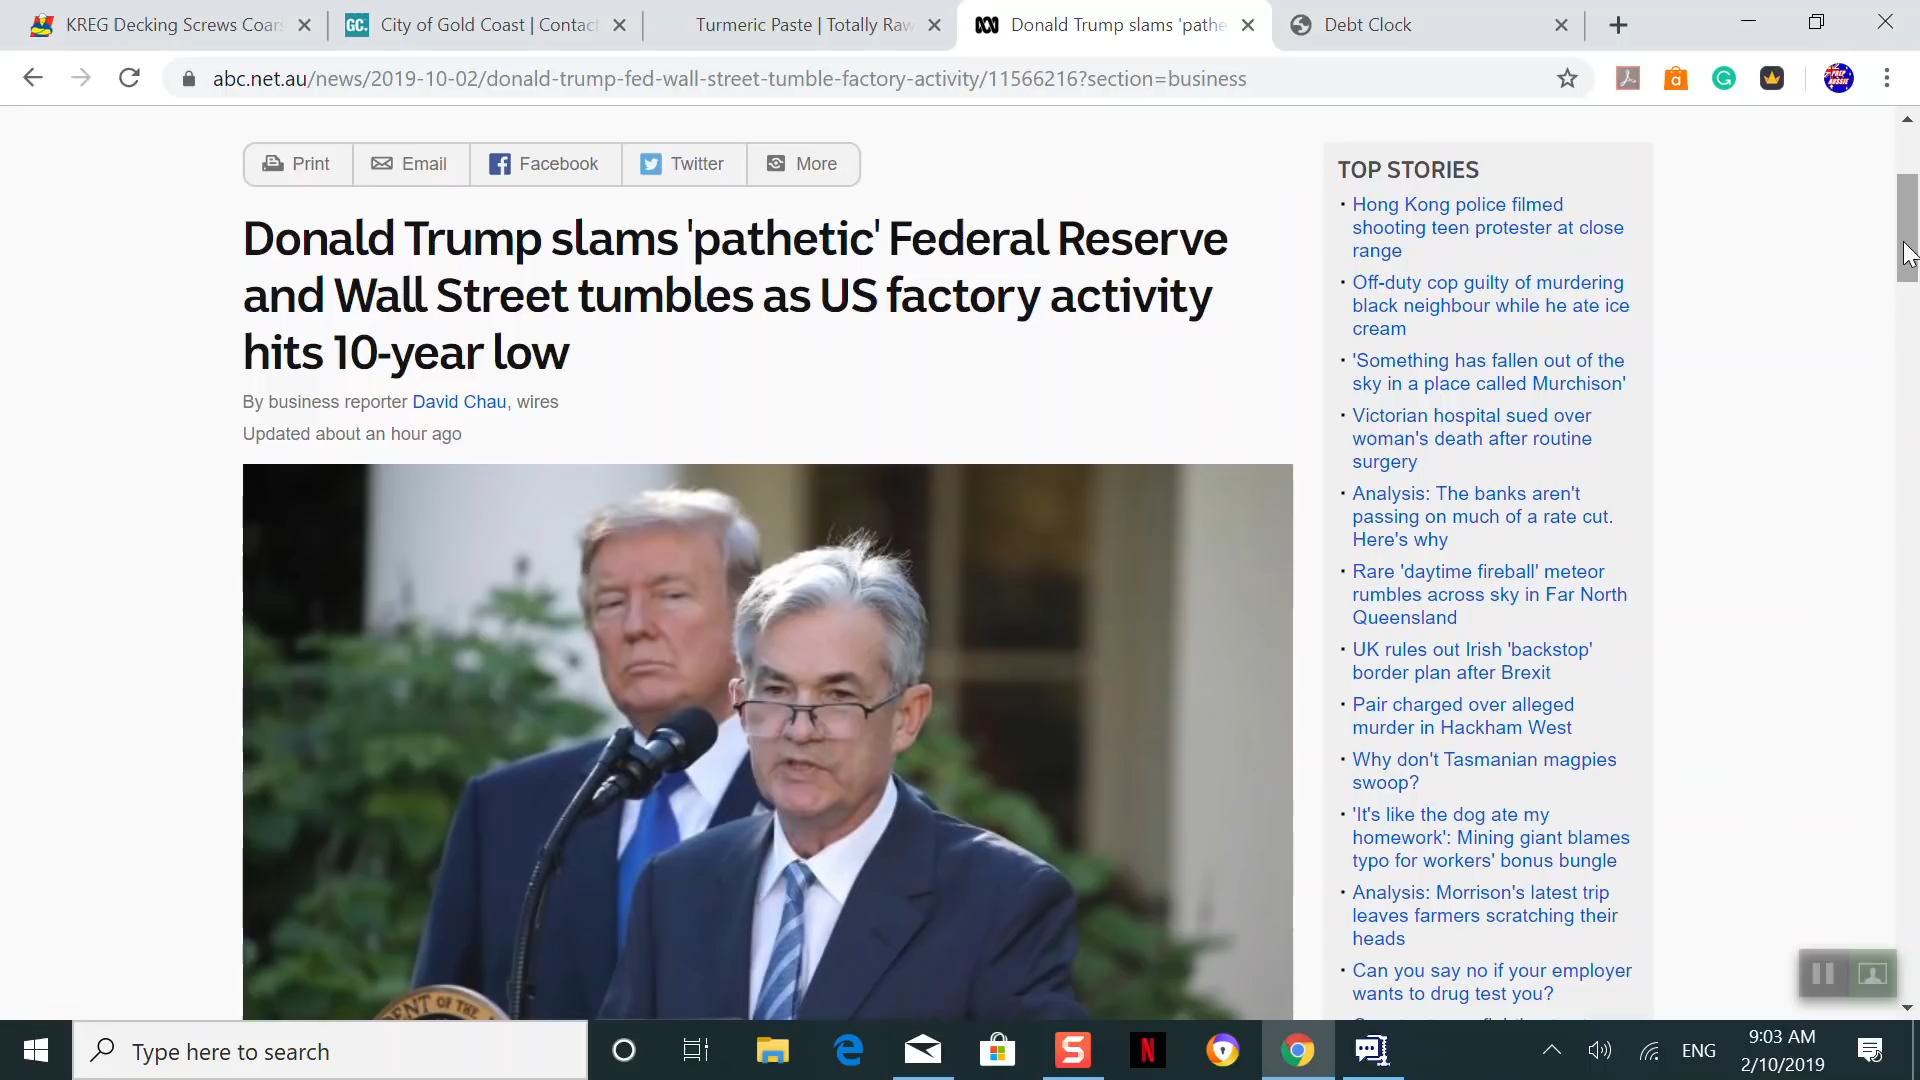 KREG Decking Screws Coars
City of Gold Coast | Contact
Turmeric Paste | Totally Raw
Donald Trump slams 'pathe
Debt Clock
abc.net.au/news/2019-10-02/donald-trump-fed-wall-street-tumble-factory-activity/11566216?section=business
Print
Email
Facebook
Twitter
More
Donald Trump slams 'pathetic' Federal Reserve
and Wall Street tumbles as US factory activity
hits 10-year low
By business reporter David Chau, wires
Updated about an hour ago
TOP STORIES
Hong Kong police filmed
shooting teen protester at close
range
Off-duty cop guilty of murdering
black neighbour while he ate ice
cream
'Something has fallen out of the
sky in a place called Murchison'
Victorian hospital sued over
woman's death after routine
surgery
Analysis: The banks aren't
passing on much of a rate cut.
Here's why
Rare 'daytime fireball' meteor
rumbles across sky in Far North
Queensland
UK rules out Irish 'backstop'
border plan after Brexit
Pair charged over alleged
murder in Hackham West
Why don't Tasmanian magpies
swoop?
'It's like the dog ate my
homework': Mining giant blames
typo for workers' bonus bungle
Analysis: Morrison's latest trip
leaves farmers scratching their
heads
Can you say no if your employer
wants to drug test you?
ENT OF THE
Type here to search
ENG
9:03 AM
2/10/2019